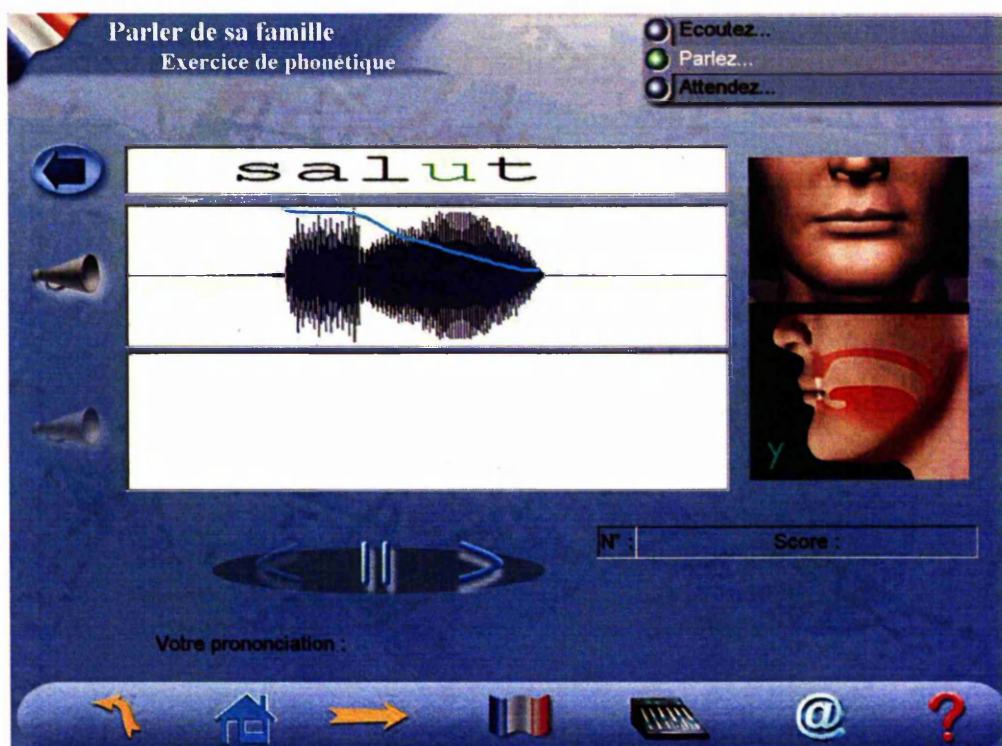 Parler de sa famille
Exercice de phonétique
Ecoutez...
Parlez...
Attendez...
salut
y
N° :
Score :
Votre prononciation :
@
?